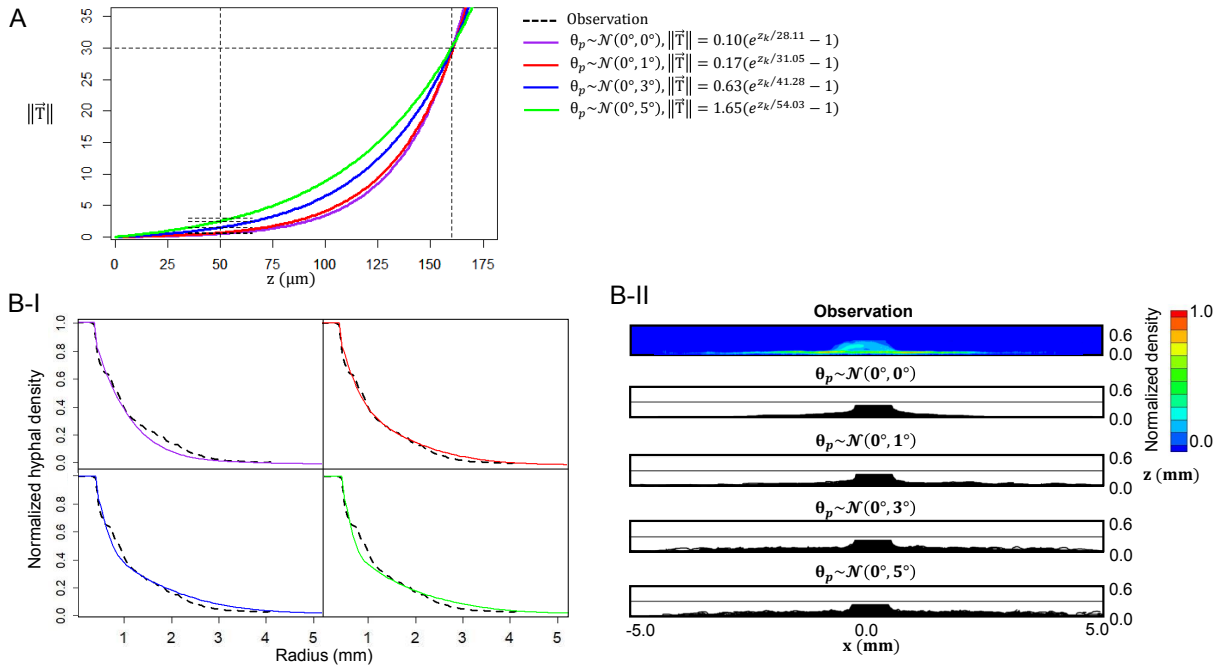 A
35
30
25
20
15
10
5
0
‖T⃗‖
0 25 50 75 100 125 150 175
z (μm)
Observation
θₚ~𝒩(0°, 0°), ‖T⃗‖ = 0.10(e^{z_k/28.11} − 1)
θₚ~𝒩(0°, 1°), ‖T⃗‖ = 0.17(e^{z_k/31.05} − 1)
θₚ~𝒩(0°, 3°), ‖T⃗‖ = 0.63(e^{z_k/41.28} − 1)
θₚ~𝒩(0°, 5°), ‖T⃗‖ = 1.65(e^{z_k/54.03} − 1)
B-I
Normalized hyphal density
1.0
0.8
0.6
0.4
0.2
0.0
0.8
0.6
0.4
0.2
0.0
1 2 3 4 5 1 2 3 4 5
Radius (mm)
B-II
Observation
0.6
0.0
θₚ~𝒩(0°, 0°)
0.6
0.0
θₚ~𝒩(0°, 1°)
0.6
0.0
θₚ~𝒩(0°, 3°)
0.6
0.0
θₚ~𝒩(0°, 5°)
0.6
0.0
-5.0 0.0 5.0
x (mm)
Normalized density
1.0
0.0
z (mm)